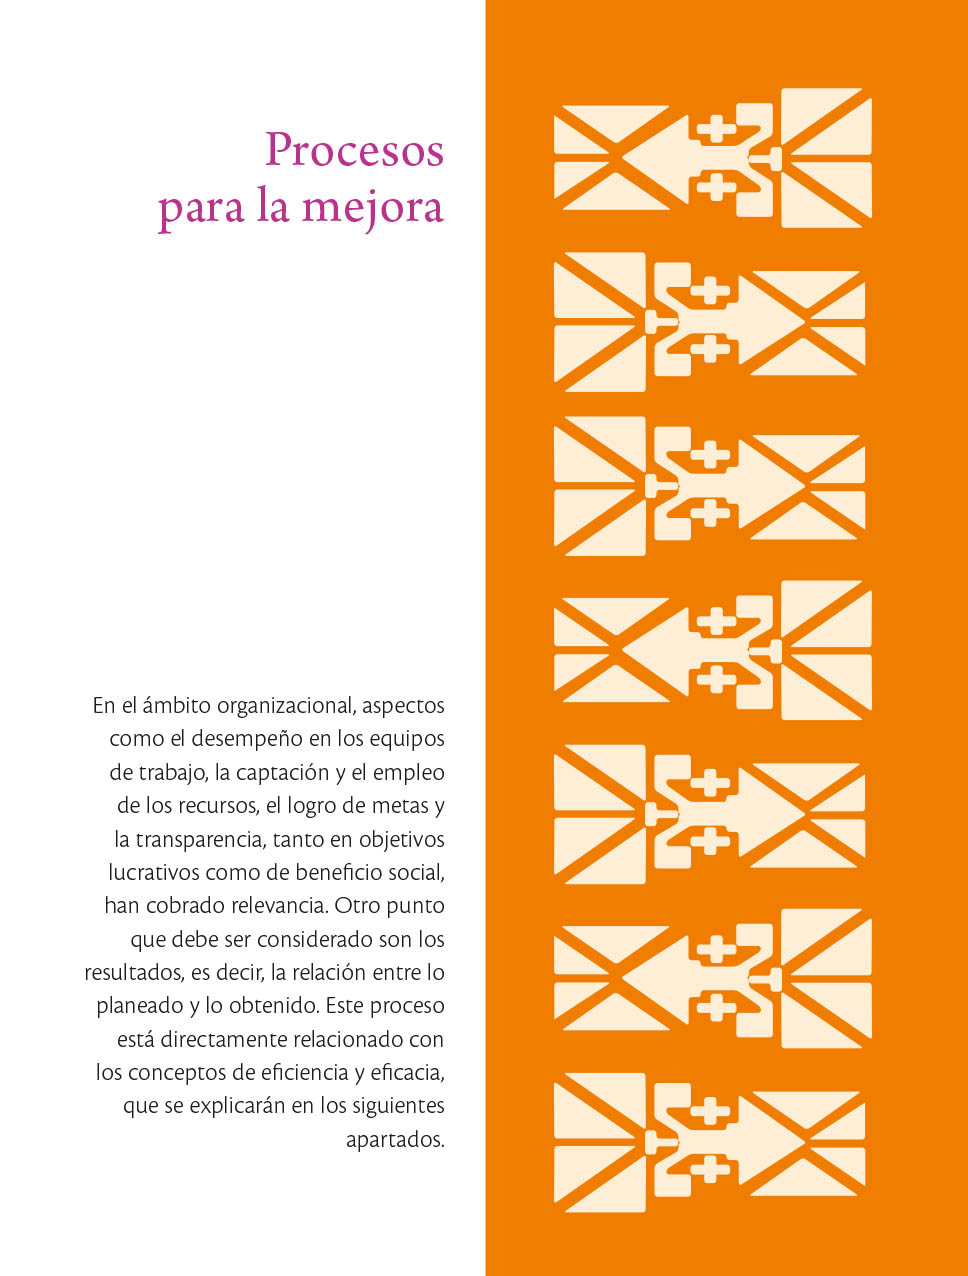 Procesos
para la mejora
En el ámbito organizacional, aspectos
como el desempeño en los equipos
de trabajo, la captación y el empleo
de los recursos, el logro de metas y
la transparencia, tanto en objetivos
lucrativos como de beneficio social,
han cobrado relevancia. Otro punto
que debe ser considerado son los
resultados, es decir, la relación entre lo
planeado y lo obtenido. Este proceso
está directamente relacionado con
los conceptos de eficiencia y eficacia,
que se explicarán en los siguientes
apartados.